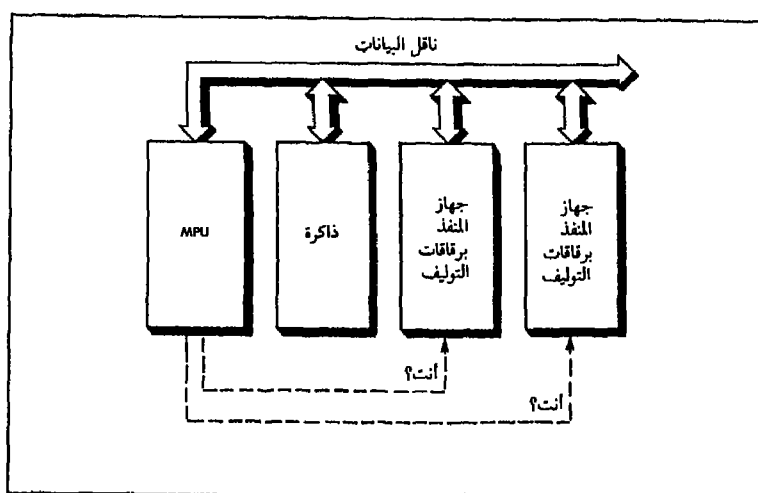 ناقل البيانات
MPU
ذاكرة
جهاز
المنفذ
برقاقات
التوليف
جهاز
المنفذ
برقاقات
التوليف
أنت؟
أنت؟